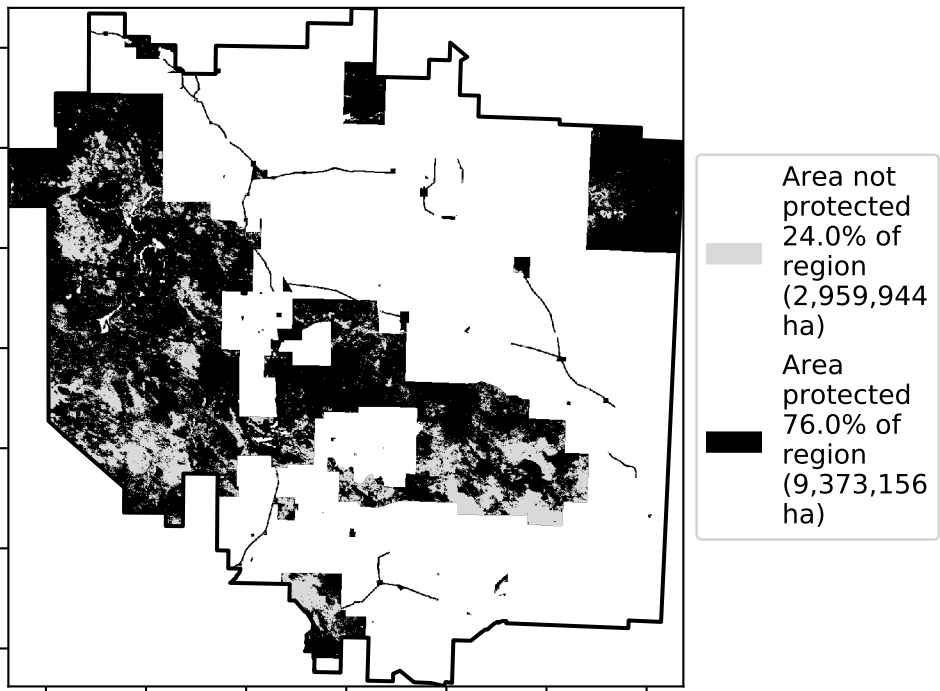 Area not
protected
24.0% of
region
(2,959,944
ha)
Area
protected
76.0% of
region
(9,373,156
ha)